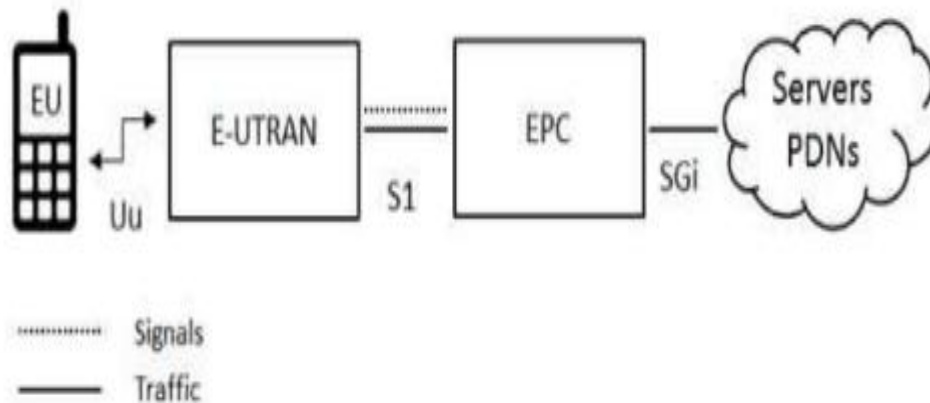 EU
Uu
E-UTRAN
S1
EPC
SGi
Servers
PDNs
Signals
Traffic